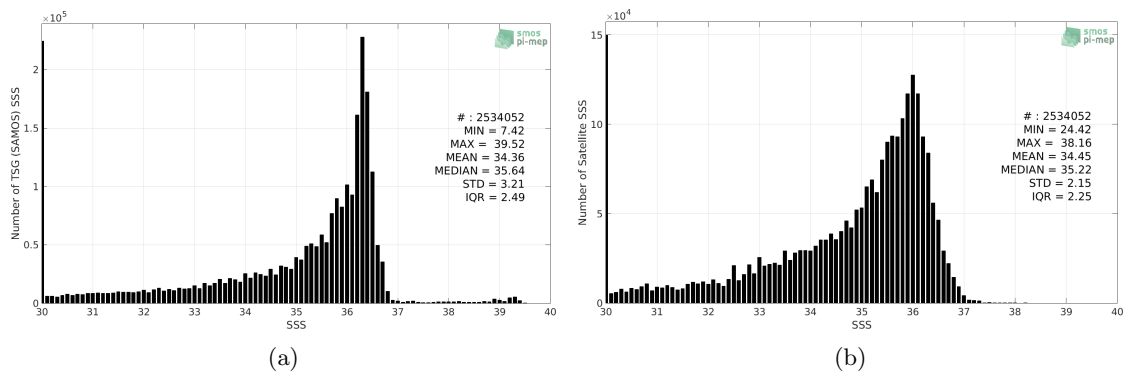 ×10⁵
2
1.5
1
0.5
0
30 31 32 33 34 35 36 37 38 39 40
Number of TSG (SAMOS) SSS
SSS
smos
pi-mep
# : 2534052
MIN = 7.42
MAX = 39.52
MEAN = 34.36
MEDIAN = 35.64
STD = 3.21
IQR = 2.49
(a)
×10⁴
15
10
5
0
30 31 32 33 34 35 36 37 38 39 40
Number of Satellite SSS
SSS
smos
pi-mep
# : 2534052
MIN = 24.42
MAX = 38.16
MEAN = 34.45
MEDIAN = 35.22
STD = 2.15
IQR = 2.25
(b)